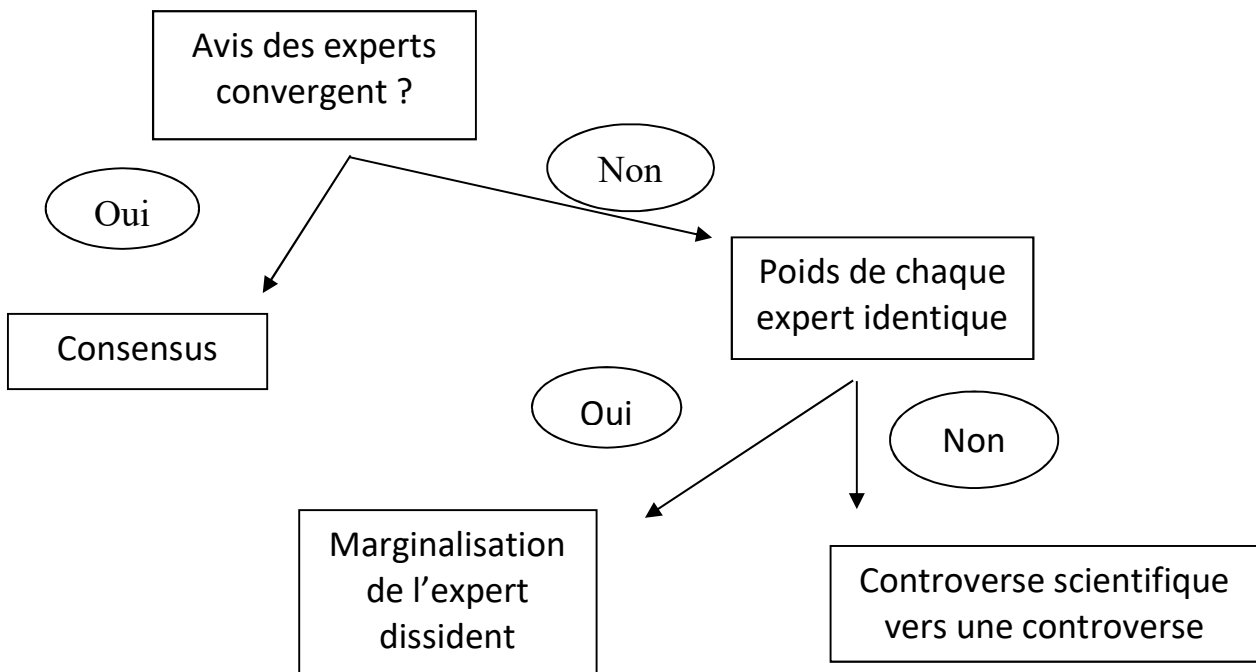 Avis des experts
convergent ?
Non
Oui
Poids de chaque
expert identique
Consensus
Oui
Non
Marginalisation
de l’expert
dissident
Controverse scientifique
vers une controverse